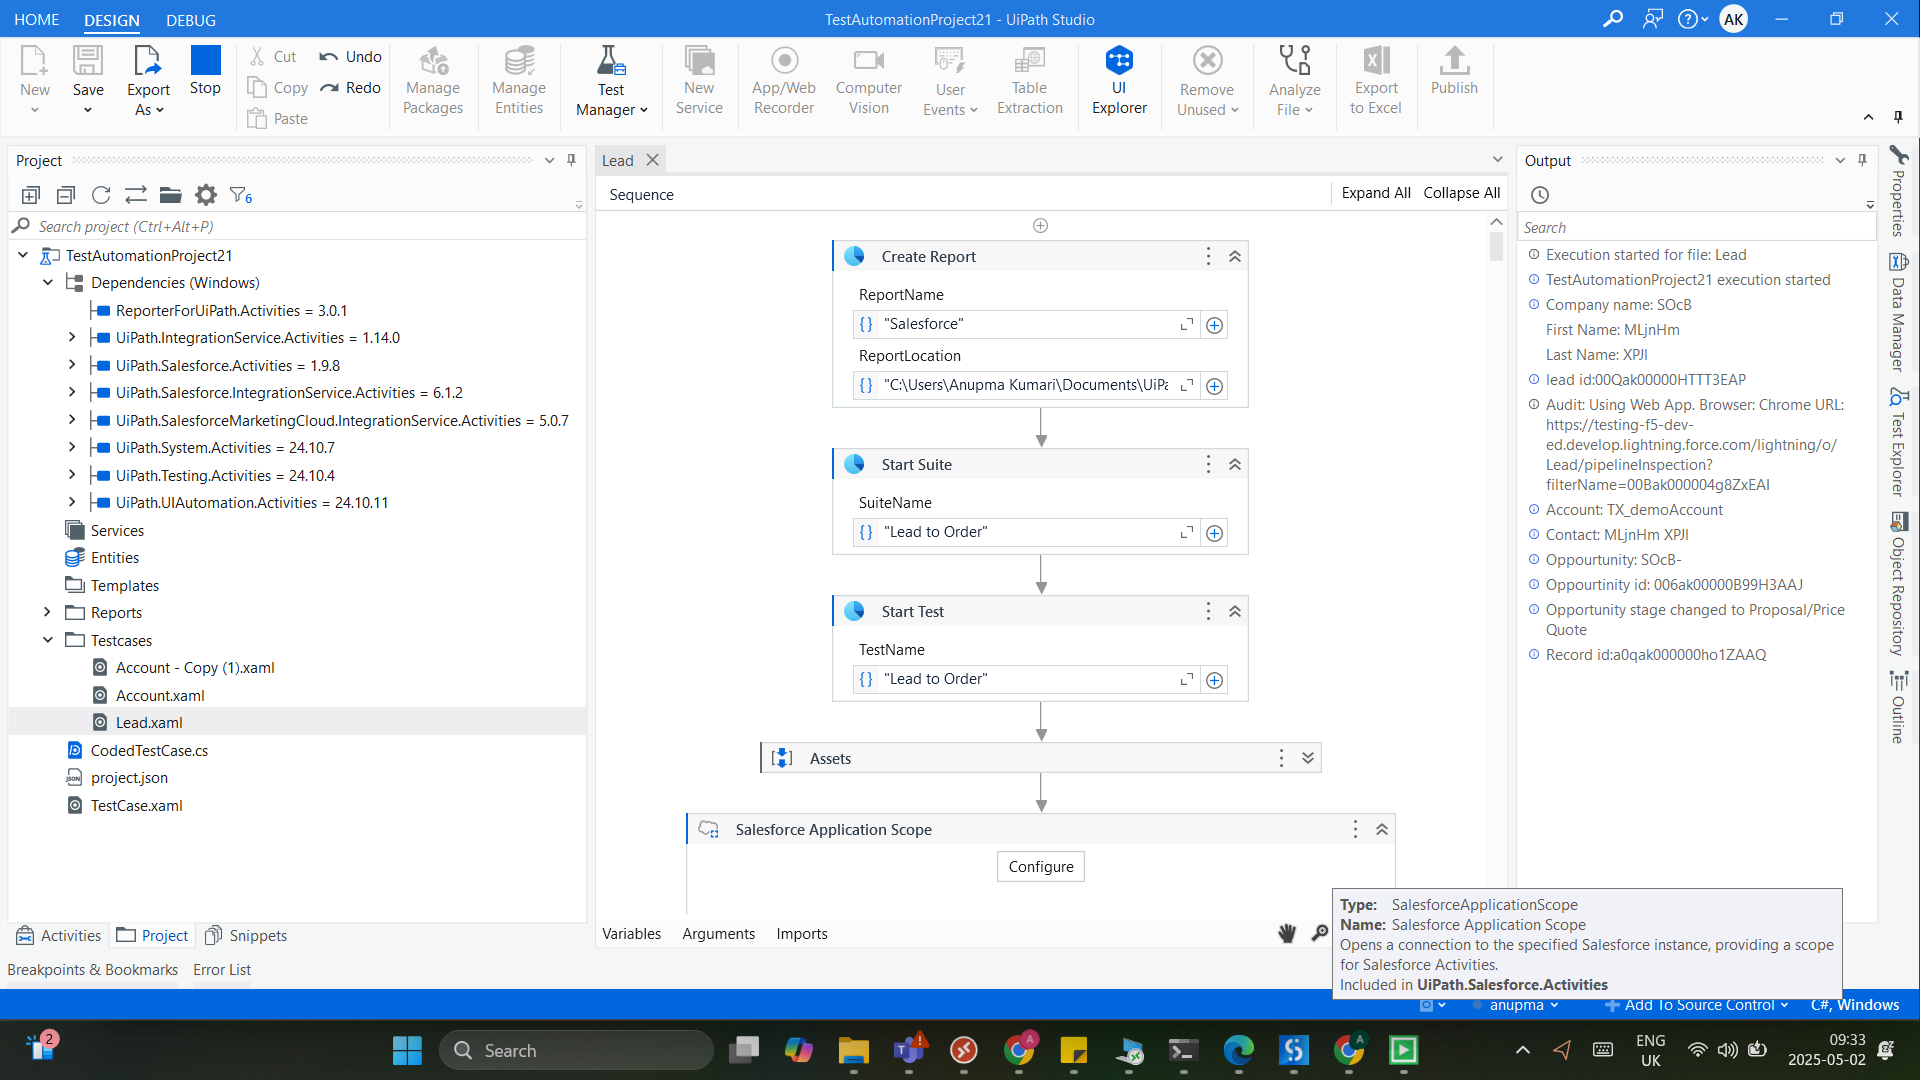 HOME
DESIGN
DEBUG
TestAutomationProject21 - UiPath Studio
AK
New
Save
Export As
Stop
Cut
Copy
Paste
Undo
Redo
Manage Packages
Manage Entities
Test Manager
New Service
App/Web Recorder
Computer Vision
User Events
Table Extraction
UI Explorer
Remove Unused
Analyze File
Export to Excel
Publish
Project
6
Search project (Ctrl+Alt+P)
TestAutomationProject21
Dependencies (Windows)
ReporterForUiPath.Activities = 3.0.1
UiPath.IntegrationService.Activities = 1.14.0
UiPath.Salesforce.Activities = 1.9.8
UiPath.Salesforce.IntegrationService.Activities = 6.1.2
UiPath.SalesforceMarketingCloud.IntegrationService.Activities = 5.0.7
UiPath.System.Activities = 24.10.7
UiPath.Testing.Activities = 24.10.4
UiPath.UIAutomation.Activities = 24.10.11
Services
Entities
Templates
Reports
Testcases
Account - Copy (1).xaml
Account.xaml
Lead.xaml
CodedTestCase.cs
project.json
TestCase.xaml
Activities
Project
Snippets
Breakpoints & Bookmarks
Error List
Lead
Sequence
Expand All
Collapse All
Create Report
ReportName
"Salesforce"
ReportLocation
"C:\Users\Anupma Kumari\Documents\UiPa
Start Suite
SuiteName
"Lead to Order"
Start Test
TestName
"Lead to Order"
Assets
Salesforce Application Scope
Configure
Variables
Arguments
Imports
Output
Search
Execution started for file: Lead
TestAutomationProject21 execution started
Company name: SOcB
First Name: MLjnHm
Last Name: XPJl
lead id:00Qak00000HTTT3EAP
Audit: Using Web App. Browser: Chrome URL:
https://testing-f5-dev-
ed.develop.lightning.force.com/lightning/o/
Lead/pipelineInspection?
filterName=00Bak000004g8ZxEAI
Account: TX_demoAccount
Contact: MLjnHm XPJl
Oppourtunity: SOcB-
Oppourtinity id: 006ak00000B99H3AAJ
Opportunity stage changed to Proposal/Price
Quote
Record id:a0qak000000ho1ZAAQ
Properties
Data Manager
Test Explorer
Object Repository
Outline
Type: SalesforceApplicationScope
Name: Salesforce Application Scope
Opens a connection to the specified Salesforce instance, providing a scope
for Salesforce Activities.
Included in UiPath.Salesforce.Activities
anupma
Add To Source Control
C#, Windows
2
Search
ENG
UK
09:33
2025-05-02